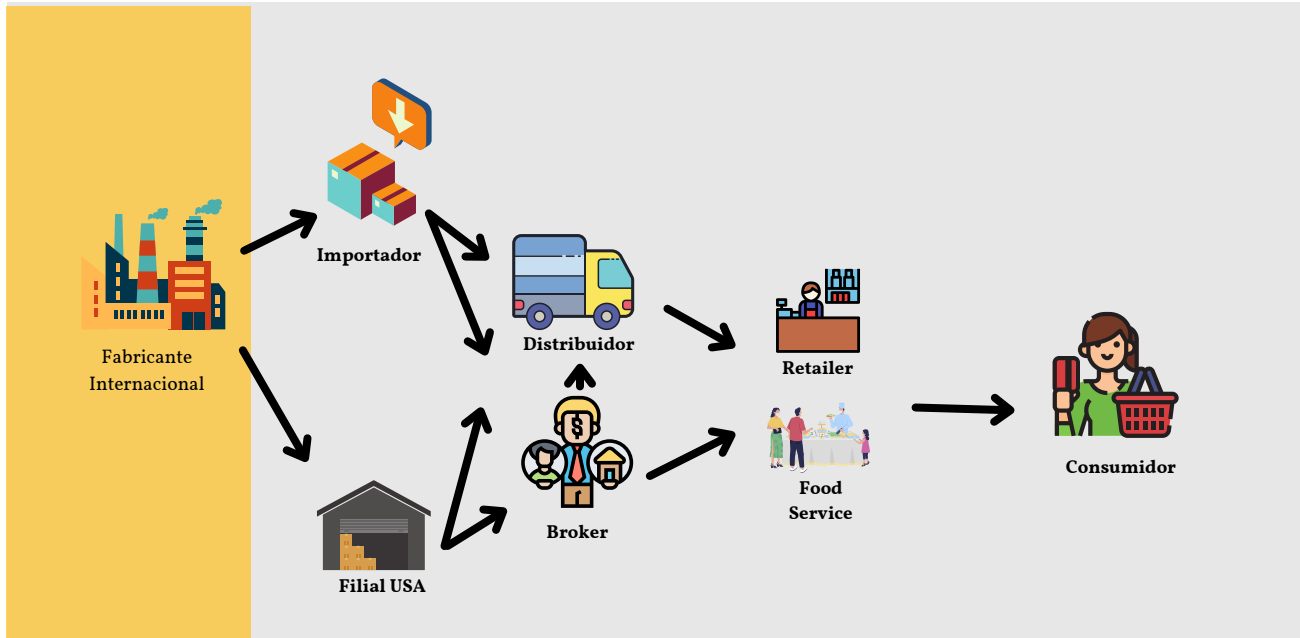 Fabricante
Internacional
Importador
Filial USA
Distribuidor
Broker
Retailer
Food
Service
Consumidor